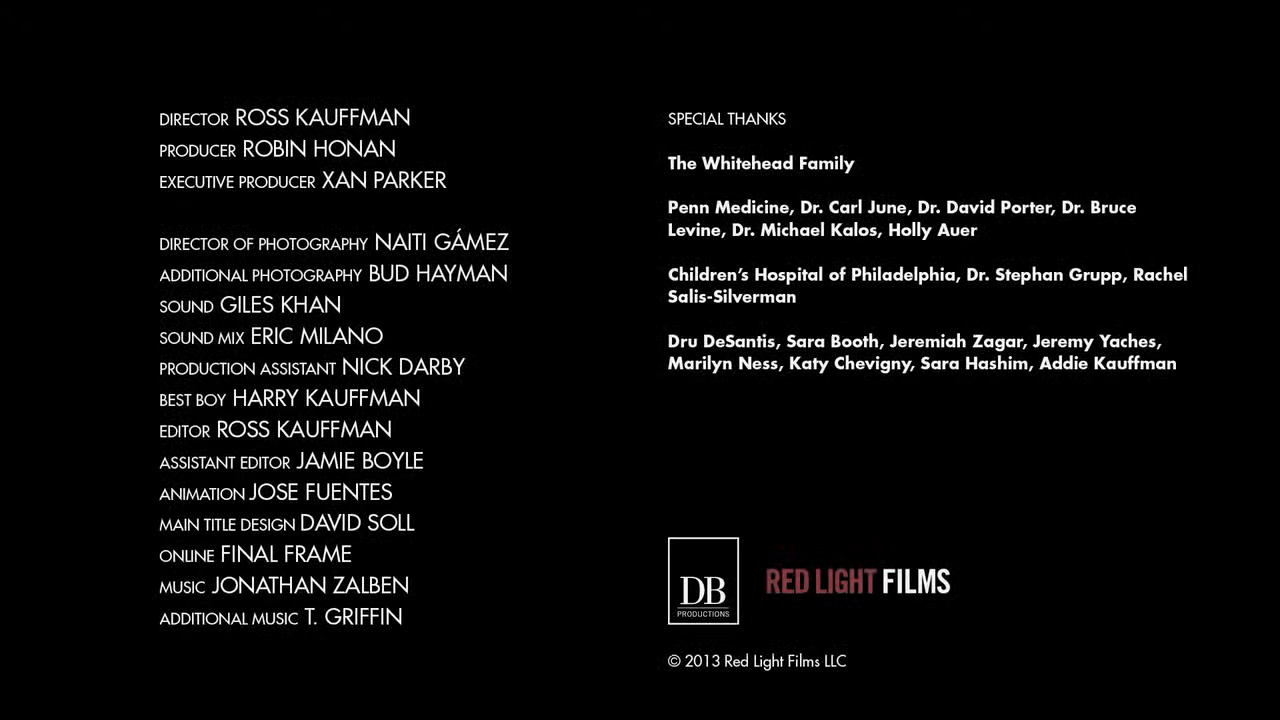 DIRECTOR ROSS KAUFFMAN
PRODUCER ROBIN HONAN
EXECUTIVE PRODUCER XAN PARKER
DIRECTOR OF PHOTOGRAPHY NAITI GÁMEZ
ADDITIONAL PHOTOGRAPHY BUD HAYMAN
SOUND GILES KHAN
SOUND MIX ERIC MILANO
PRODUCTION ASSISTANT NICK DARBY
BEST BOY HARRY KAUFFMAN
EDITOR ROSS KAUFFMAN
ASSISTANT EDITOR JAMIE BOYLE
ANIMATION JOSE FUENTES
MAIN TITLE DESIGN DAVID SOLL
ONLINE FINAL FRAME
MUSIC JONATHAN ZALBEN
ADDITIONAL MUSIC T. GRIFFIN
SPECIAL THANKS
The Whitehead Family
Penn Medicine, Dr. Carl June, Dr. David Porter, Dr. Bruce
Levine, Dr. Michael Kalos, Holly Auer
Children's Hospital of Philadelphia, Dr. Stephan Grupp, Rachel
Salis-Silverman
Dru DeSantis, Sara Booth, Jeremiah Zagar, Jeremy Yaches,
Marilyn Ness, Katy Chevigny, Sara Hashim, Addie Kauffman
DB
PRODUCTIONS
RED LIGHT FILMS
© 2013 Red Light Films LLC